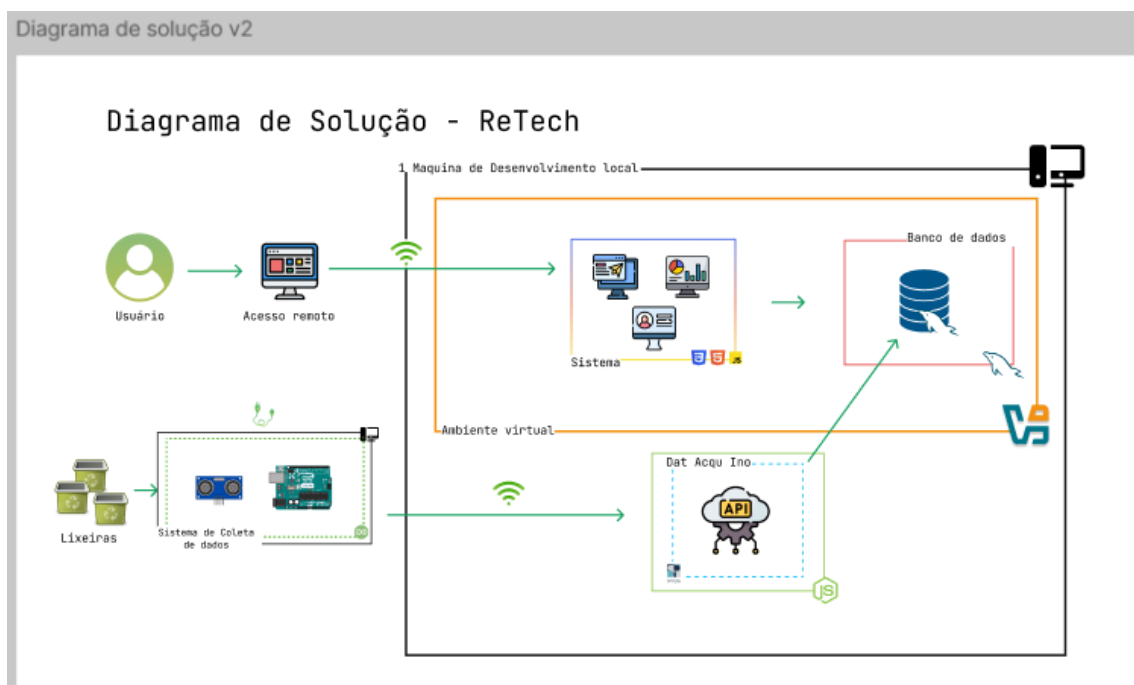 Diagrama de solução v2
Diagrama de Solução - ReTech
1 Maquina de Desenvolvimento local
Banco de dados
Usuário
Acesso remoto
Sistema
JS
Ambiente virtual
Dat Acqu Ino
API
Lixeiras
Sistema de Coleta
de dados
JS